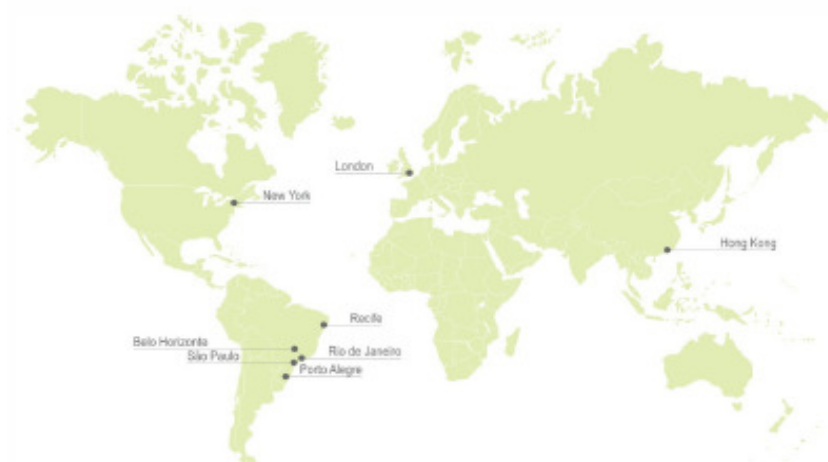 London
New York
Hong Kong
Recife
Belo Horizonte
Rio de Janeiro
São Paulo
Porto Alegre